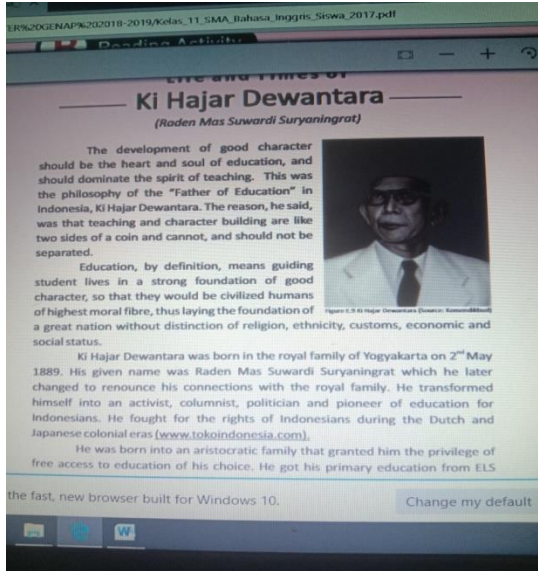 ER%20GENAP%202018-2019/Kelas_11_SMA_Bahasa_Inggris_Siswa_2017.pdf
Reading Activity
Life and Times of
Ki Hajar Dewantara
(Raden Mas Suwardi Suryaningrat)
The development of good character
should be the heart and soul of education, and
should dominate the spirit of teaching. This was
the philosophy of the "Father of Education" in
Indonesia, Ki Hajar Dewantara. The reason, he said,
was that teaching and character building are like
two sides of a coin and cannot, and should not be
separated.
Education, by definition, means guiding
student lives in a strong foundation of good
character, so that they would be civilized humans
of highest moral fibre, thus laying the foundation of
Ki Hajar Dewantara (Source: Kemendikbud)
a great nation without distinction of religion, ethnicity, customs, economic and
social status.
Ki Hajar Dewantara was born in the royal family of Yogyakarta on 2nd May
1889. His given name was Raden Mas Suwardi Suryaningrat which he later
changed to renounce his connections with the royal family. He transformed
himself into an activist, columnist, politician and pioneer of education for
Indonesians. He fought for the rights of Indonesians during the Dutch and
Japanese colonial eras (www.tokoindonesia.com).
He was born into an aristocratic family that granted him the privilege of
free access to education of his choice. He got his primary education from ELS
the fast, new browser built for Windows 10.
Change my default
W